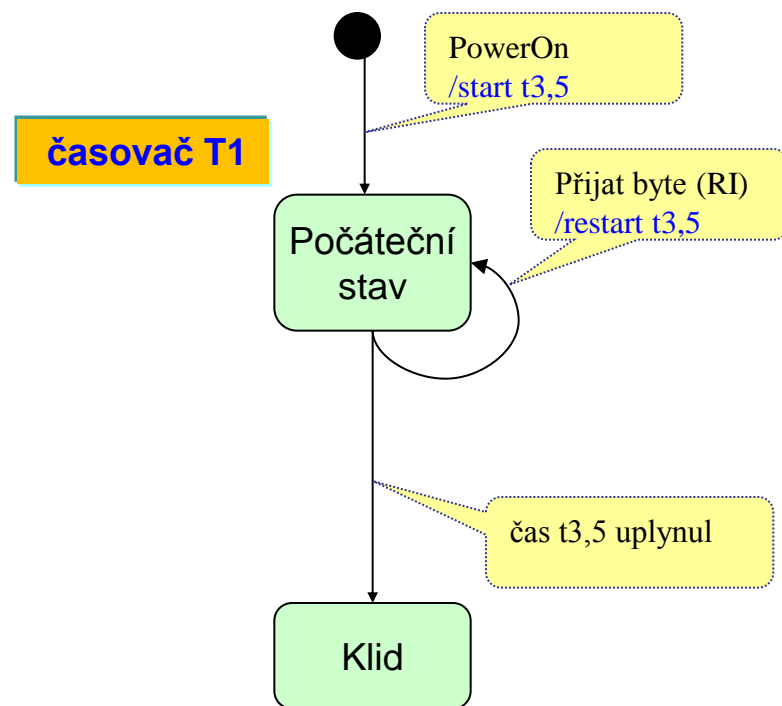 PowerOn
/start t3,5
časovač T1
Přijat byte (RI)
/restart t3,5
Počáteční
stav
čas t3,5 uplynul
Klid